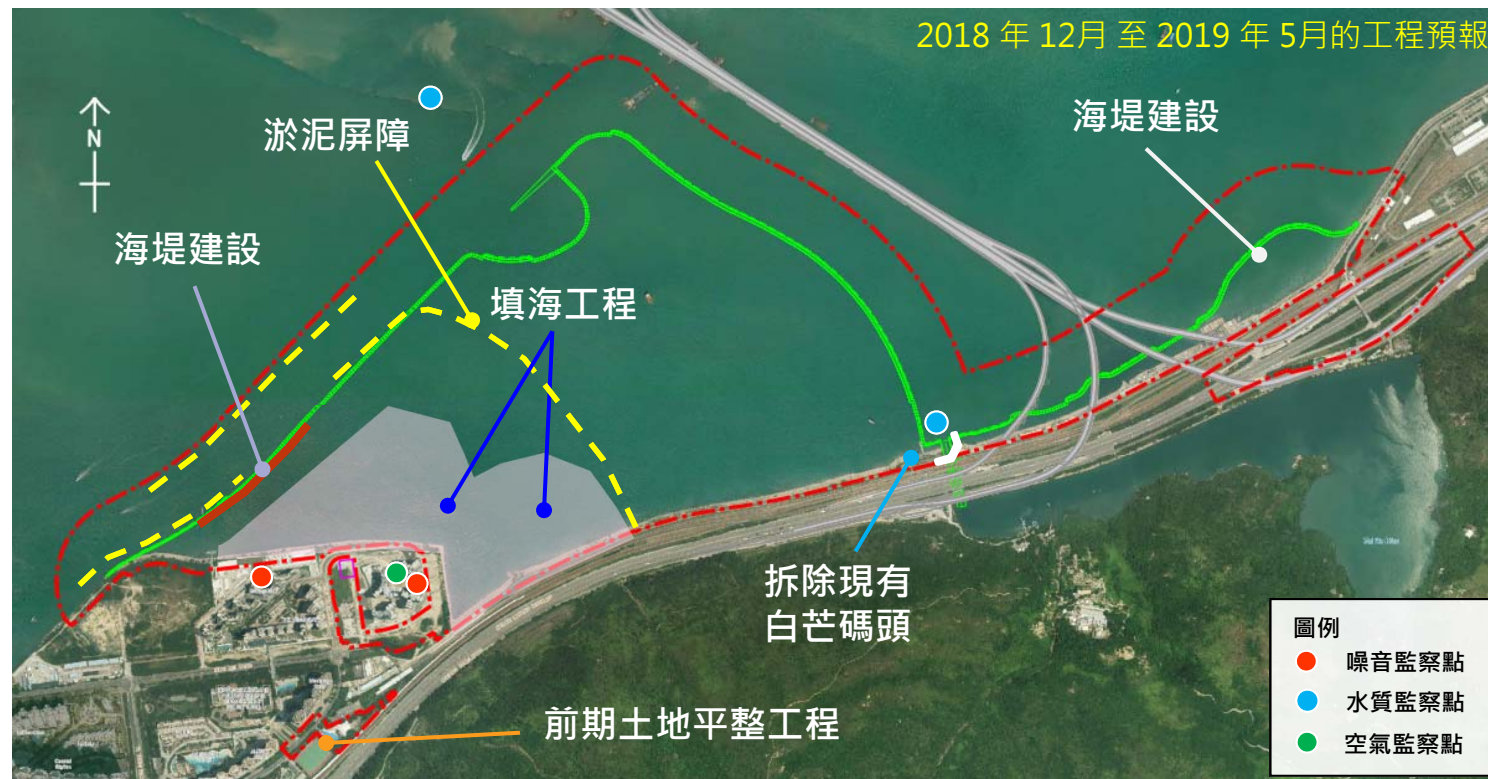 2018 年 12月 至 2019 年 5月的工程預報
N
淤泥屏障
海堤建設
海堤建設
填海工程
拆除現有
白芒碼頭
前期土地平整工程
圖例
噪音監察點
水質監察點
空氣監察點